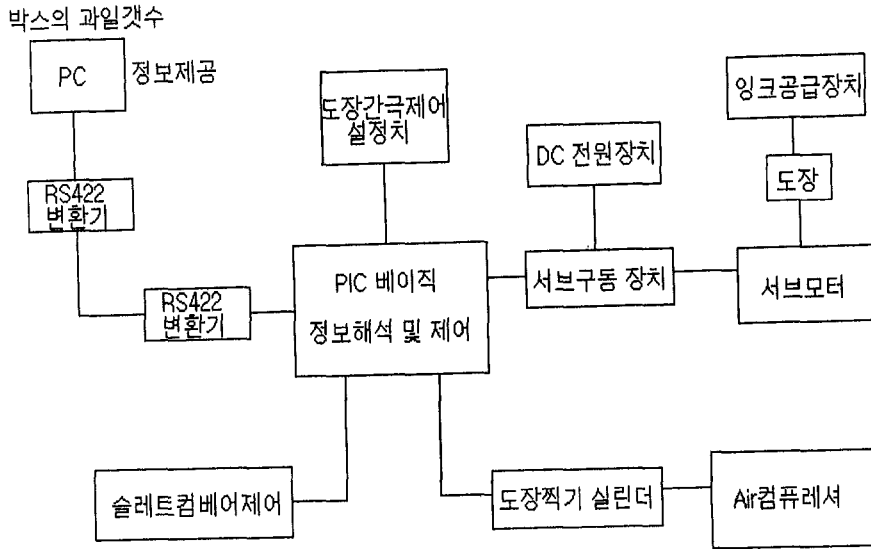 박스의 과일갯수
PC
정보제공
RS422
변환기
RS422
변환기
도장간극제어
설정치
PIC 베이직
정보해석 및 제어
DC 전원장치
서브구동 장치
잉크공급장치
도장
서브모터
슬레트컴베어제어
도장찍기 실린더
Air컴퓨레셔